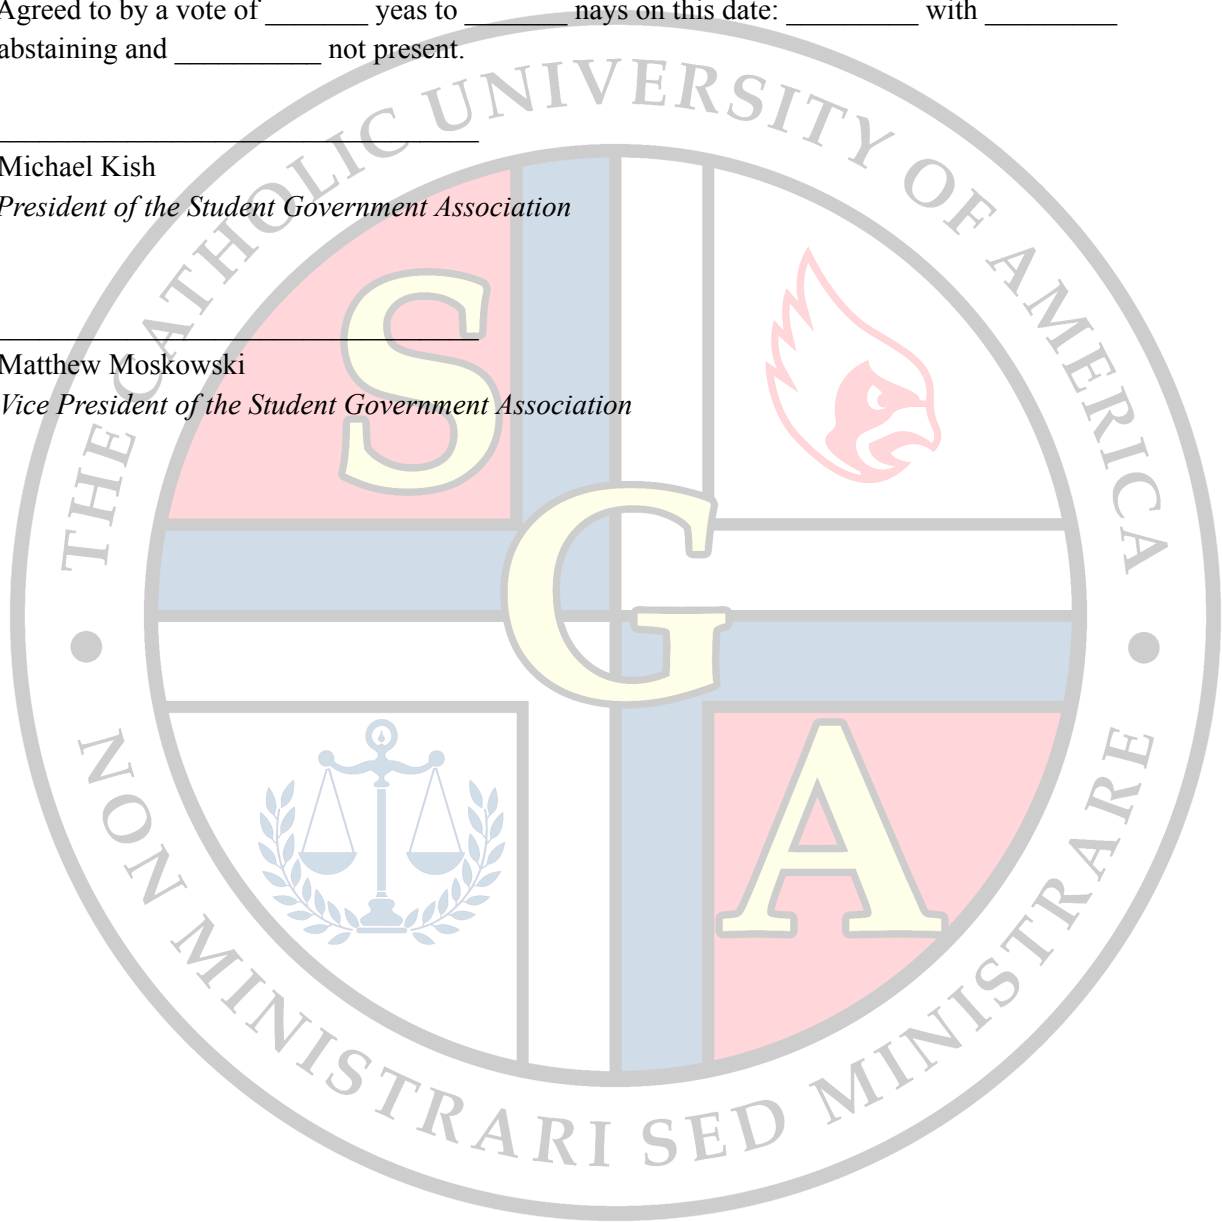 Agreed to by a vote of _______ yeas to _______ nays on this date: _________ with _________
abstaining and __________ not present.
_________________________________
Michael Kish
President of the Student Government Association
_________________________________
Matthew Moskowski
Vice President of the Student Government Association
THE CATHOLIC UNIVERSITY OF AMERICA
S
G
A
NON MINISTRARI SED MINISTRARE